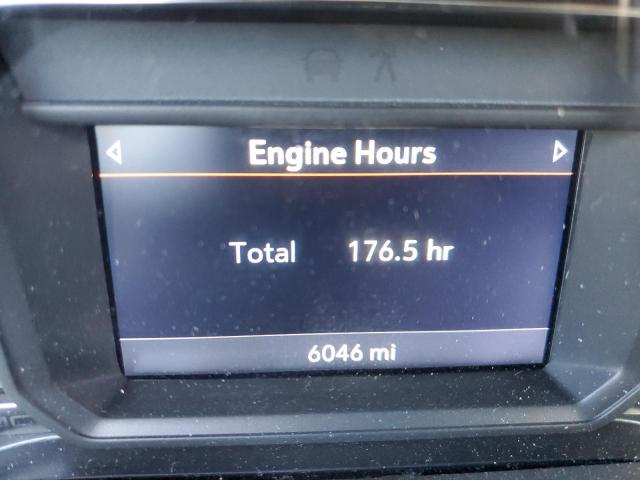 Engine Hours
Total 176.5 hr
6046 mi